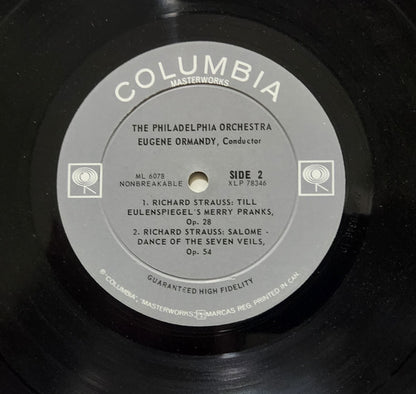 COLUMBIA
MASTERWORKS
THE PHILADELPHIA ORCHESTRA
EUGENE ORMANDY, Conductor
ML 6078
NONBREAKABLE
SIDE 2
XLP 78346
1. RICHARD STRAUSS: TILL
EULENSPIEGEL'S MERRY PRANKS,
Op. 28
2. RICHARD STRAUSS: SALOME -
DANCE OF THE SEVEN VEILS,
Op. 54
GUARANTEED HIGH FIDELITY
"COLUMBIA", "MASTERWORKS", MARCAS REG. PRINTED IN CAN.